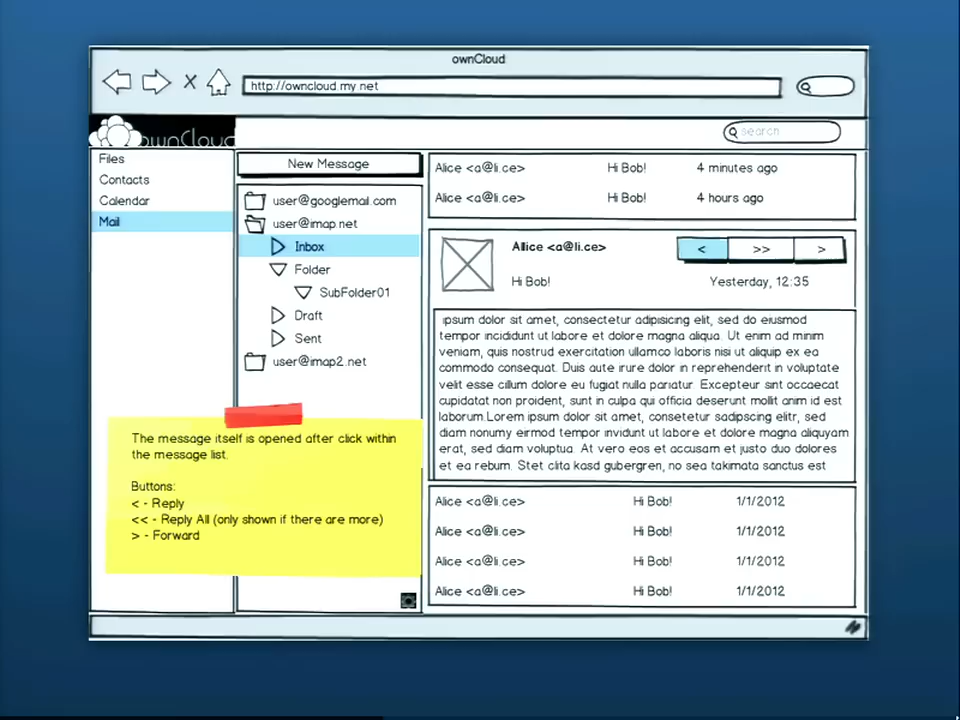 ownCloud
http://owncloud.my.net
ownCloud
search
Files
Contacts
Calendar
Mail
New Message
user@googlemail.com
user@imap.net
Inbox
Folder
SubFolder01
Draft
Sent
user@imap2.net
Alice <a@li.ce> Hi Bob! 4 minutes ago
Alice <a@li.ce> Hi Bob! 4 hours ago
Allice <a@li.ce> < >> >
Hi Bob! Yesterday, 12:35
ipsum dolor sit amet, consectetur adipisicing elit, sed do eiusmod
tempor incididunt ut labore et dolore magna aliqua. Ut enim ad minim
veniam, quis nostrud exercitation ullamco laboris nisi ut aliquip ex ea
commodo consequat. Duis aute irure dolor in reprehenderit in voluptate
velit esse cillum dolore eu fugiat nulla pariatur. Excepteur sint occaecat
cupidatat non proident, sunt in culpa qui officia deserunt mollit anim id est
laborum.Lorem ipsum dolor sit amet, consetetur sadipscing elitr, sed
diam nonumy eirmod tempor invidunt ut labore et dolore magna aliquyam
erat, sed diam voluptua. At vero eos et accusam et justo duo dolores
et ea rebum. Stet clita kasd gubergren, no sea takimata sanctus est
Alice <a@li.ce> Hi Bob! 1/1/2012
Alice <a@li.ce> Hi Bob! 1/1/2012
Alice <a@li.ce> Hi Bob! 1/1/2012
Alice <a@li.ce> Hi Bob! 1/1/2012
The message itself is opened after click within
the message list.
Buttons:
< - Reply
<< - Reply All (only shown if there are more)
> - Forward